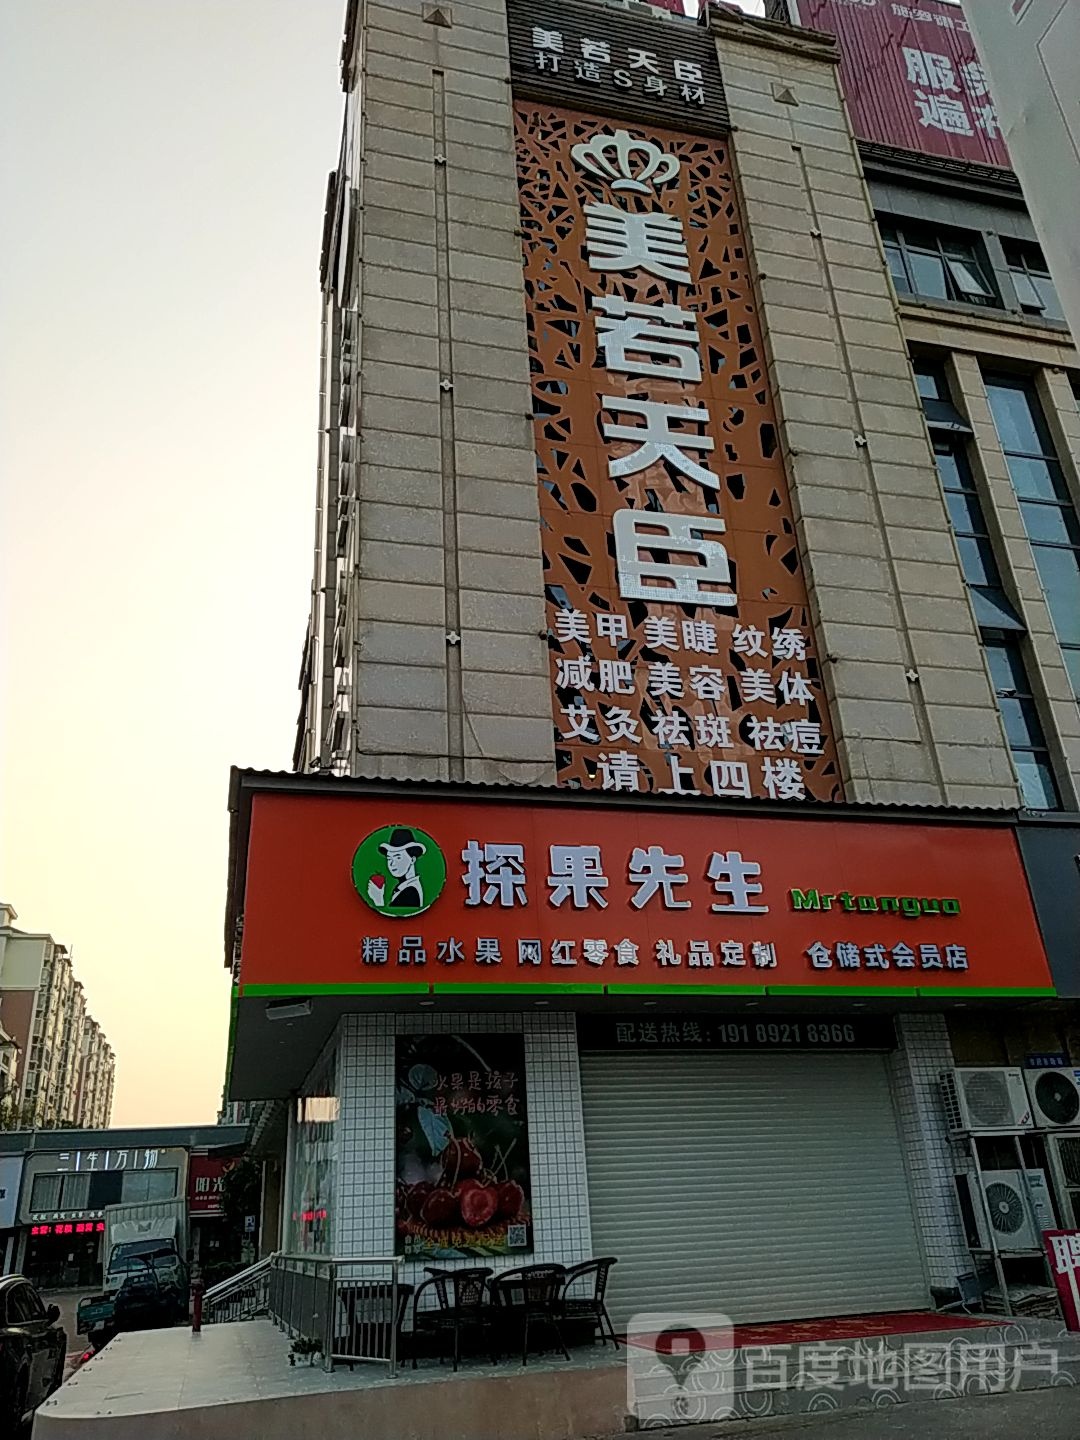 美若天臣
打造S身材
服美
遍
美若天臣
美甲 美睫 纹绣
减肥 美容 美体
艾灸 祛斑 祛痘
请上四楼
探果先生 Mrtanguo
精品水果 网红零食 礼品定制 仓储式会员店
配送热线: 191 8921 8366
水果是孩子
最好的零食
三生万物
阳光
聘
百度地图用户